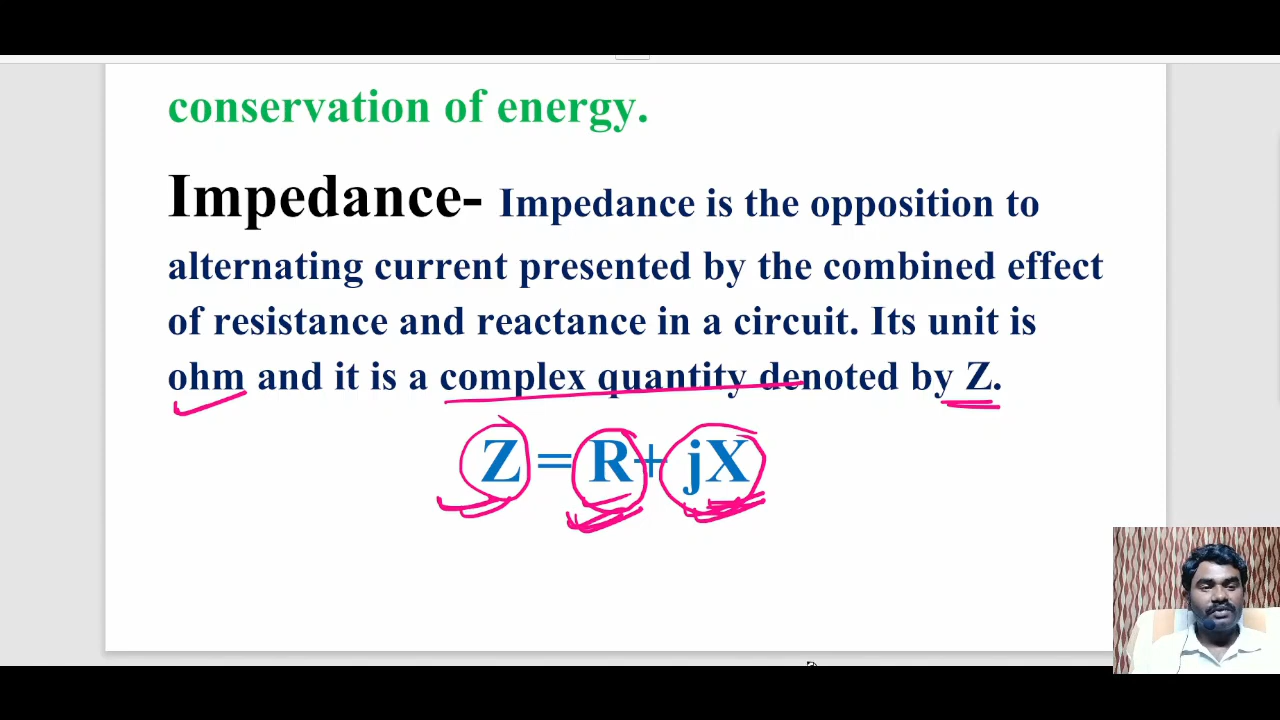 conservation of energy.
Impedance- Impedance is the opposition to
alternating current presented by the combined effect
of resistance and reactance in a circuit. Its unit is
ohm and it is a complex quantity denoted by Z.
Z = R+ jX